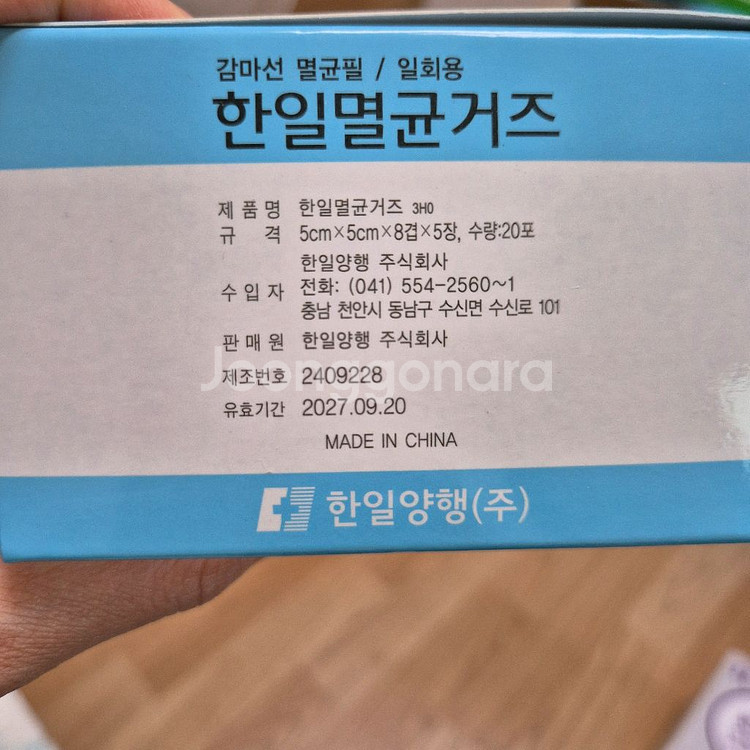 감마선 멸균필 / 일회용
한일멸균거즈
제품명 한일멸균거즈 3H0
규격 5cm×5cm×8겹×5장, 수량:20포
한일양행 주식회사
수입자 전화: (041) 554-2560~1
충남 천안시 동남구 수신면 수신로 101
판매원 한일양행 주식회사
Joonggonara
제조번호 2409228
유효기간 2027.09.20
MADE IN CHINA
한일양행(주)